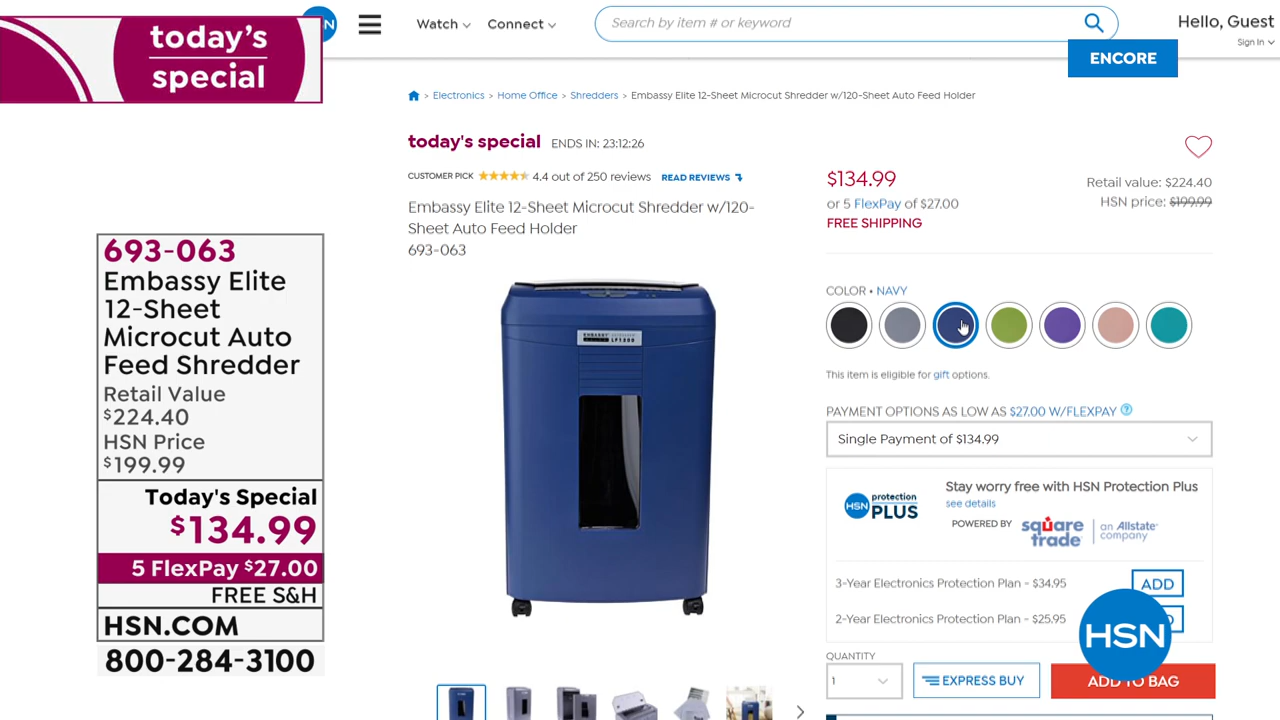 today's
special
HSN
Watch
Connect
Search by item # or keyword
Hello, Guest
Sign In
ENCORE
Electronics > Home Office > Shredders > Embassy Elite 12-Sheet Microcut Shredder w/120-Sheet Auto Feed Holder
today's special ENDS IN: 23:12:26
CUSTOMER PICK 4.4 out of 250 reviews READ REVIEWS
Embassy Elite 12-Sheet Microcut Shredder w/120-
Sheet Auto Feed Holder
693-063
$134.99
or 5 FlexPay of $27.00
FREE SHIPPING
Retail value: $224.40
HSN price: $199.99
COLOR • NAVY
This item is eligible for gift options.
PAYMENT OPTIONS AS LOW AS $27.00 W/FLEXPAY ?
Single Payment of $134.99
HSN protection PLUS
Stay worry free with HSN Protection Plus
see details
POWERED BY square trade | an Allstate company
3-Year Electronics Protection Plan - $34.95 ADD
2-Year Electronics Protection Plan - $25.95
HSN
QUANTITY
1
EXPRESS BUY
ADD TO BAG
EMBASSY
LF1200
693-063
Embassy Elite
12-Sheet
Microcut Auto
Feed Shredder
Retail Value
$224.40
HSN Price
$199.99
Today's Special
$134.99
5 FlexPay $27.00
FREE S&H
HSN.COM
800-284-3100